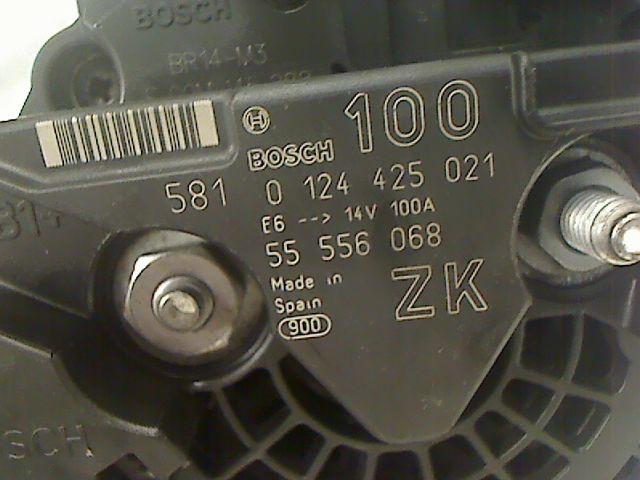 BOSCH
BR14-M3
100
BOSCH
581 0 124 425 021
E6 --> 14V 100A
55 556 068
Made in
Spain
ZK
900